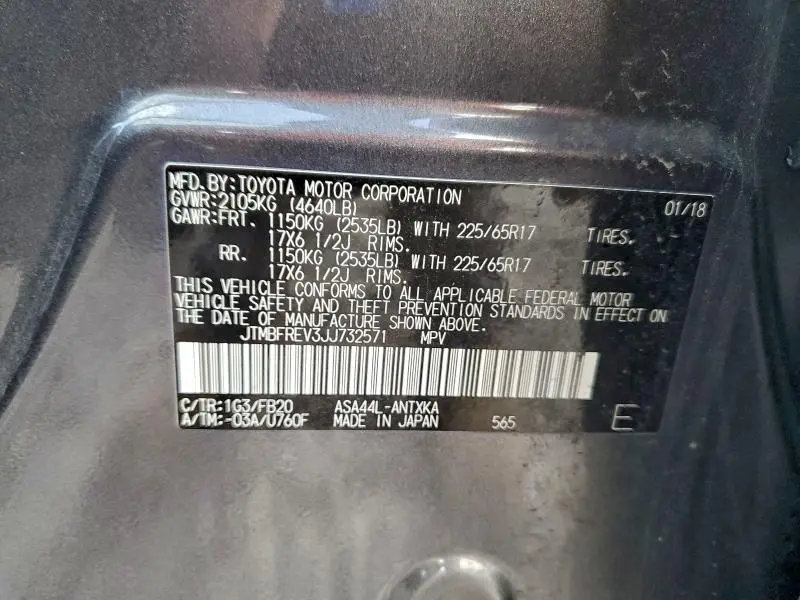 MFD. BY: TOYOTA MOTOR CORPORATION 01/18
GVWR: 2105KG (4640LB)
GAWR: FRT. 1150KG (2535LB) WITH 225/65R17 TIRES,
17X6 1/2J RIMS.
RR. 1150KG (2535LB) WITH 225/65R17 TIRES,
17X6 1/2J RIMS.
THIS VEHICLE CONFORMS TO ALL APPLICABLE FEDERAL MOTOR
VEHICLE SAFETY AND THEFT PREVENTION STANDARDS IN EFFECT ON
THE DATE OF MANUFACTURE SHOWN ABOVE.
JTMBFREV3JJ732571 MPV
C/TR: 1G3/FB20 ASA44L-ANTXKA
A/TM: -03A/U760F MADE IN JAPAN 565 E